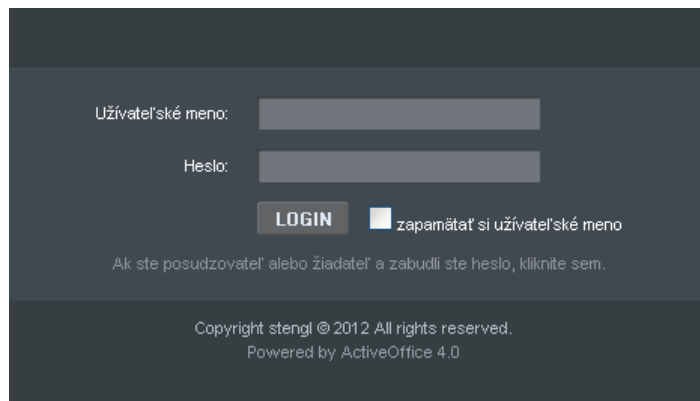 Užívateľské meno:
Heslo:
LOGIN zapamätať si užívateľské meno
Ak ste posudzovateľ alebo žiadateľ a zabudli ste heslo, kliknite sem.
Copyright stengl © 2012 All rights reserved.
Powered by ActiveOffice 4.0